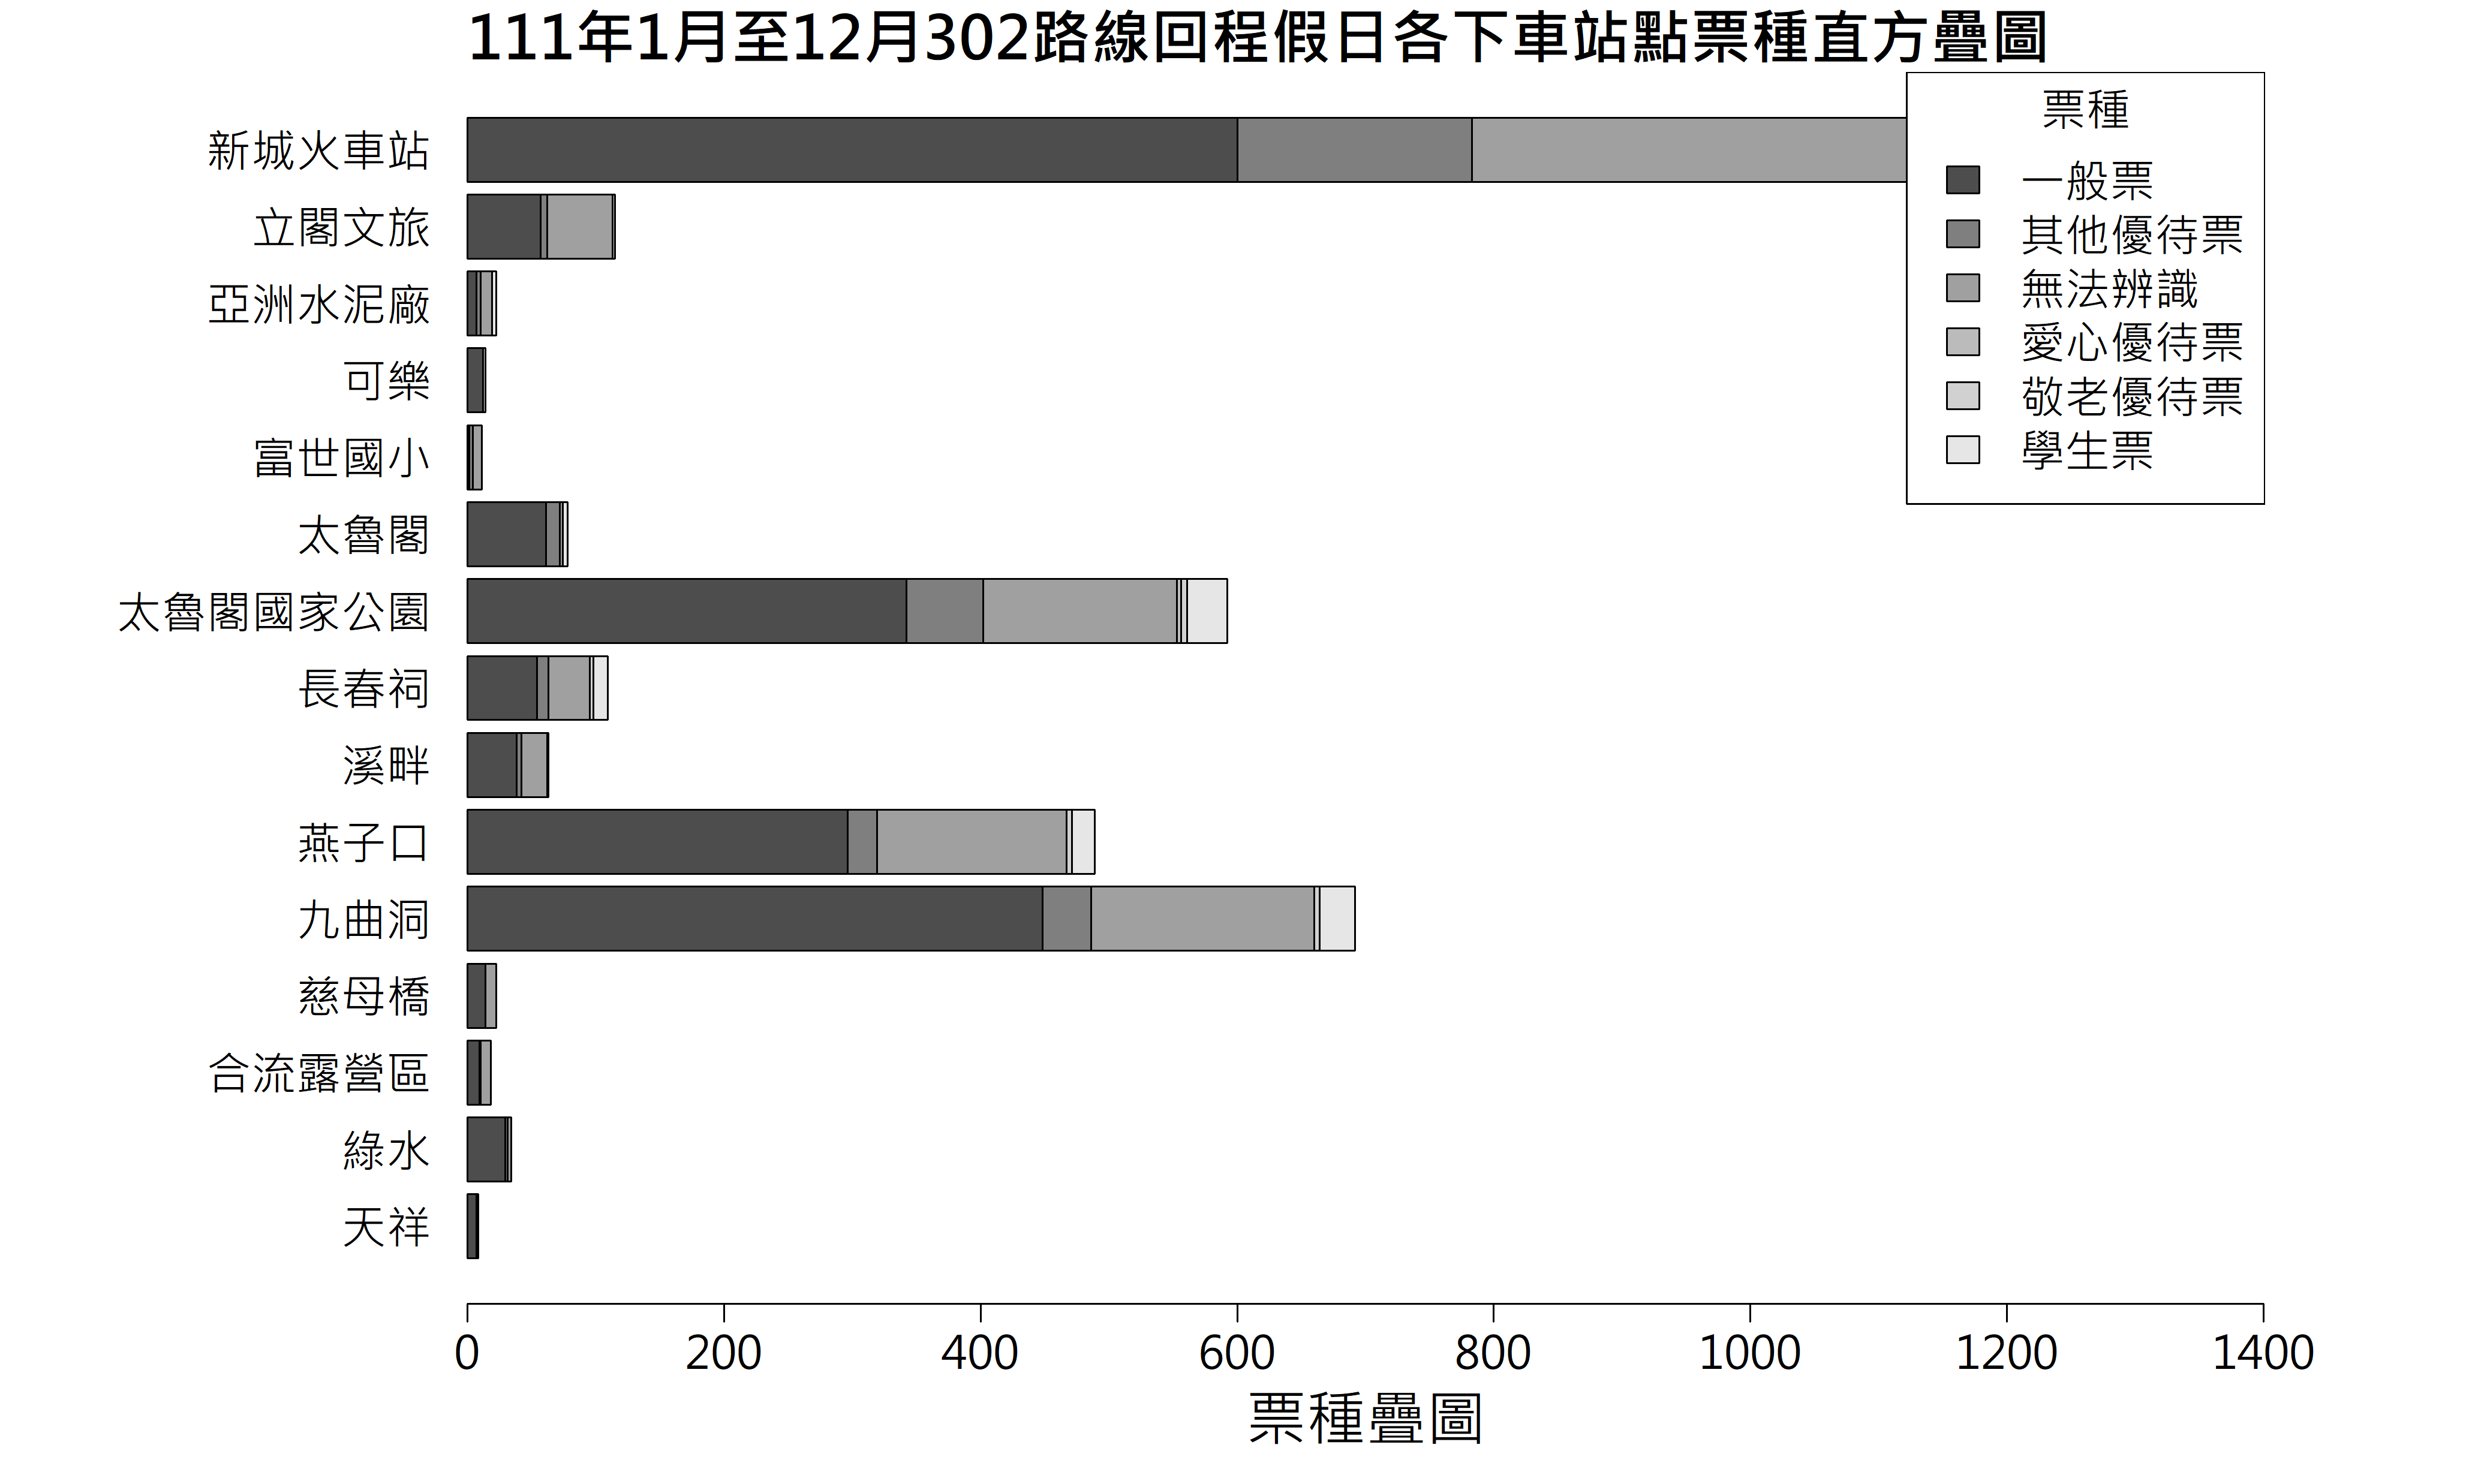 111年1月至12月302路線回程假日各下車站點票種直方疊圖
票種
一般票
其他優待票
無法辨識
愛心優待票
敬老優待票
學生票
新城火車站
立閣文旅
亞洲水泥廠
可樂
富世國小
太魯閣
太魯閣國家公園
長春祠
溪畔
燕子口
九曲洞
慈母橋
合流露營區
綠水
天祥
0 200 400 600 800 1000 1200 1400
票種疊圖